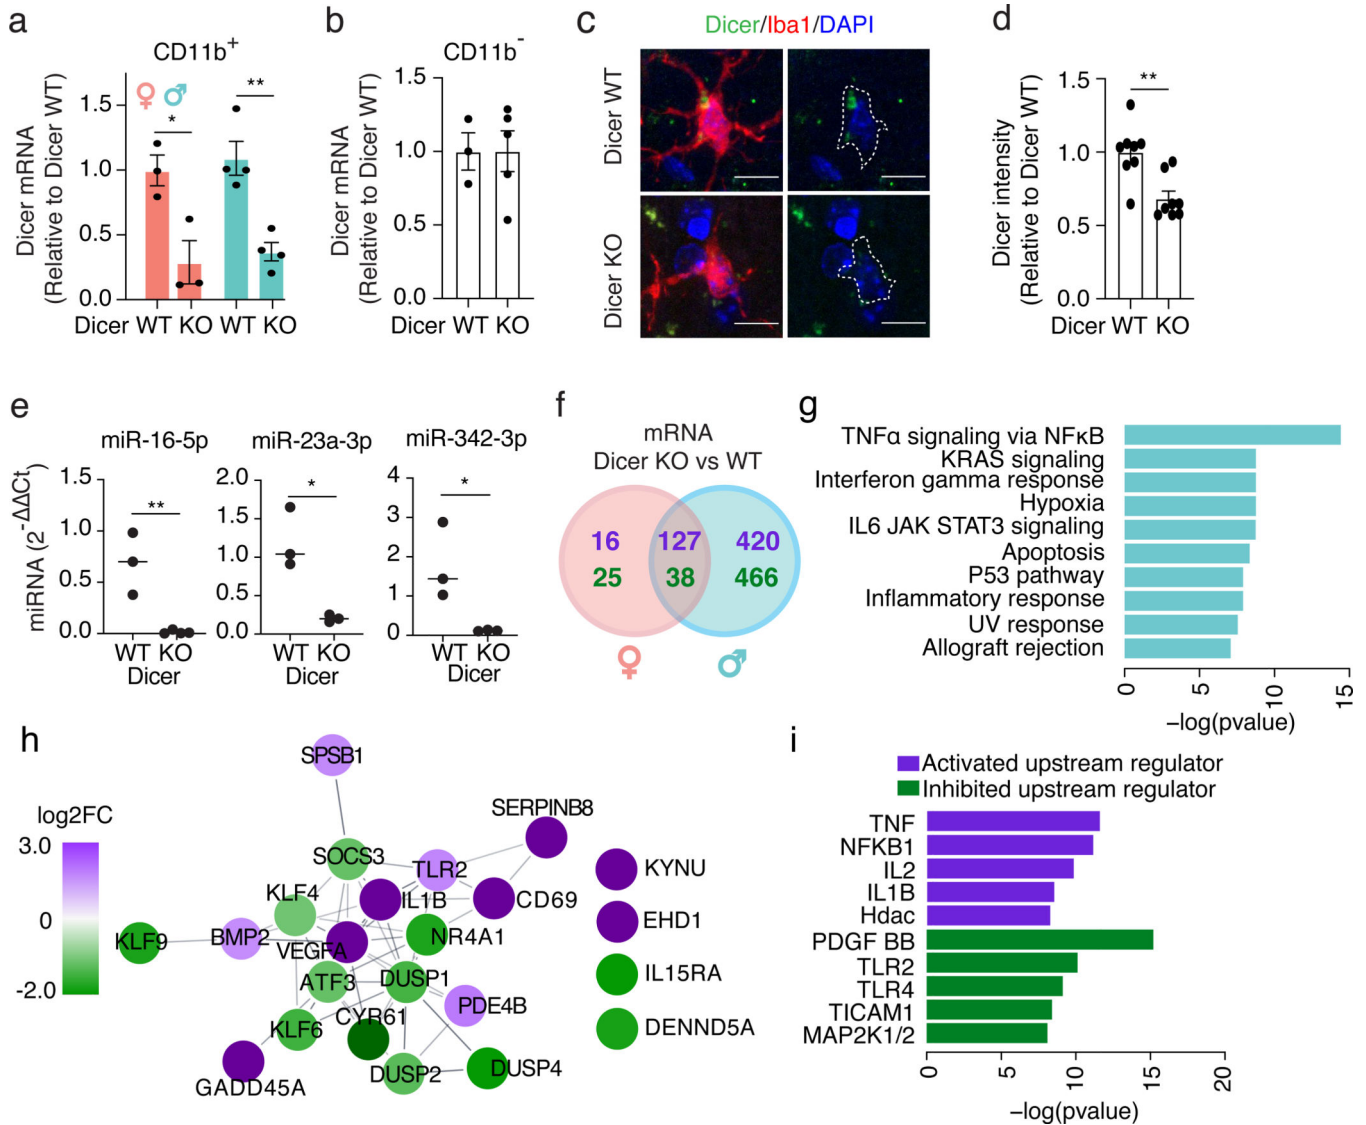 a
CD11b+
Dicer mRNA
(Relative to Dicer WT)
1.5
1.0
0.5
0.0
♀ ♂
*
**
Dicer WT KO WT KO
b
CD11b-
Dicer mRNA
(Relative to Dicer WT)
1.5
1.0
0.5
0.0
Dicer WT KO
c
Dicer/Iba1/DAPI
Dicer WT
Dicer KO
d
Dicer intensity
(Relative to Dicer WT)
1.5
1.0
0.5
0.0
**
Dicer WT KO
e
miRNA (2^-ΔΔCt)
miR-16-5p
1.5
1.0
0.5
0.0
**
WT KO
Dicer
miR-23a-3p
2.0
1.5
1.0
0.5
0.0
*
WT KO
Dicer
miR-342-3p
4
3
2
1
0
*
WT KO
Dicer
f
mRNA
Dicer KO vs WT
16 127 420
25 38 466
♀ ♂
g
TNFα signaling via NFκB
KRAS signaling
Interferon gamma response
Hypoxia
IL6 JAK STAT3 signaling
Apoptosis
P53 pathway
Inflammatory response
UV response
Allograft rejection
0 5 10 15
−log(pvalue)
h
log2FC
3.0
0
-2.0
SPSB1
SERPINB8
SOCS3
TLR2
KLF4
IL1B
CD69
KLF9
BMP2
VEGFA
NR4A1
ATF3
DUSP1
PDE4B
CYR61
KLF6
GADD45A
DUSP2
DUSP4
KYNU
EHD1
IL15RA
DENND5A
i
Activated upstream regulator
Inhibited upstream regulator
TNF
NFKB1
IL2
IL1B
Hdac
PDGF BB
TLR2
TLR4
TICAM1
MAP2K1/2
0 5 10 15 20
−log(pvalue)